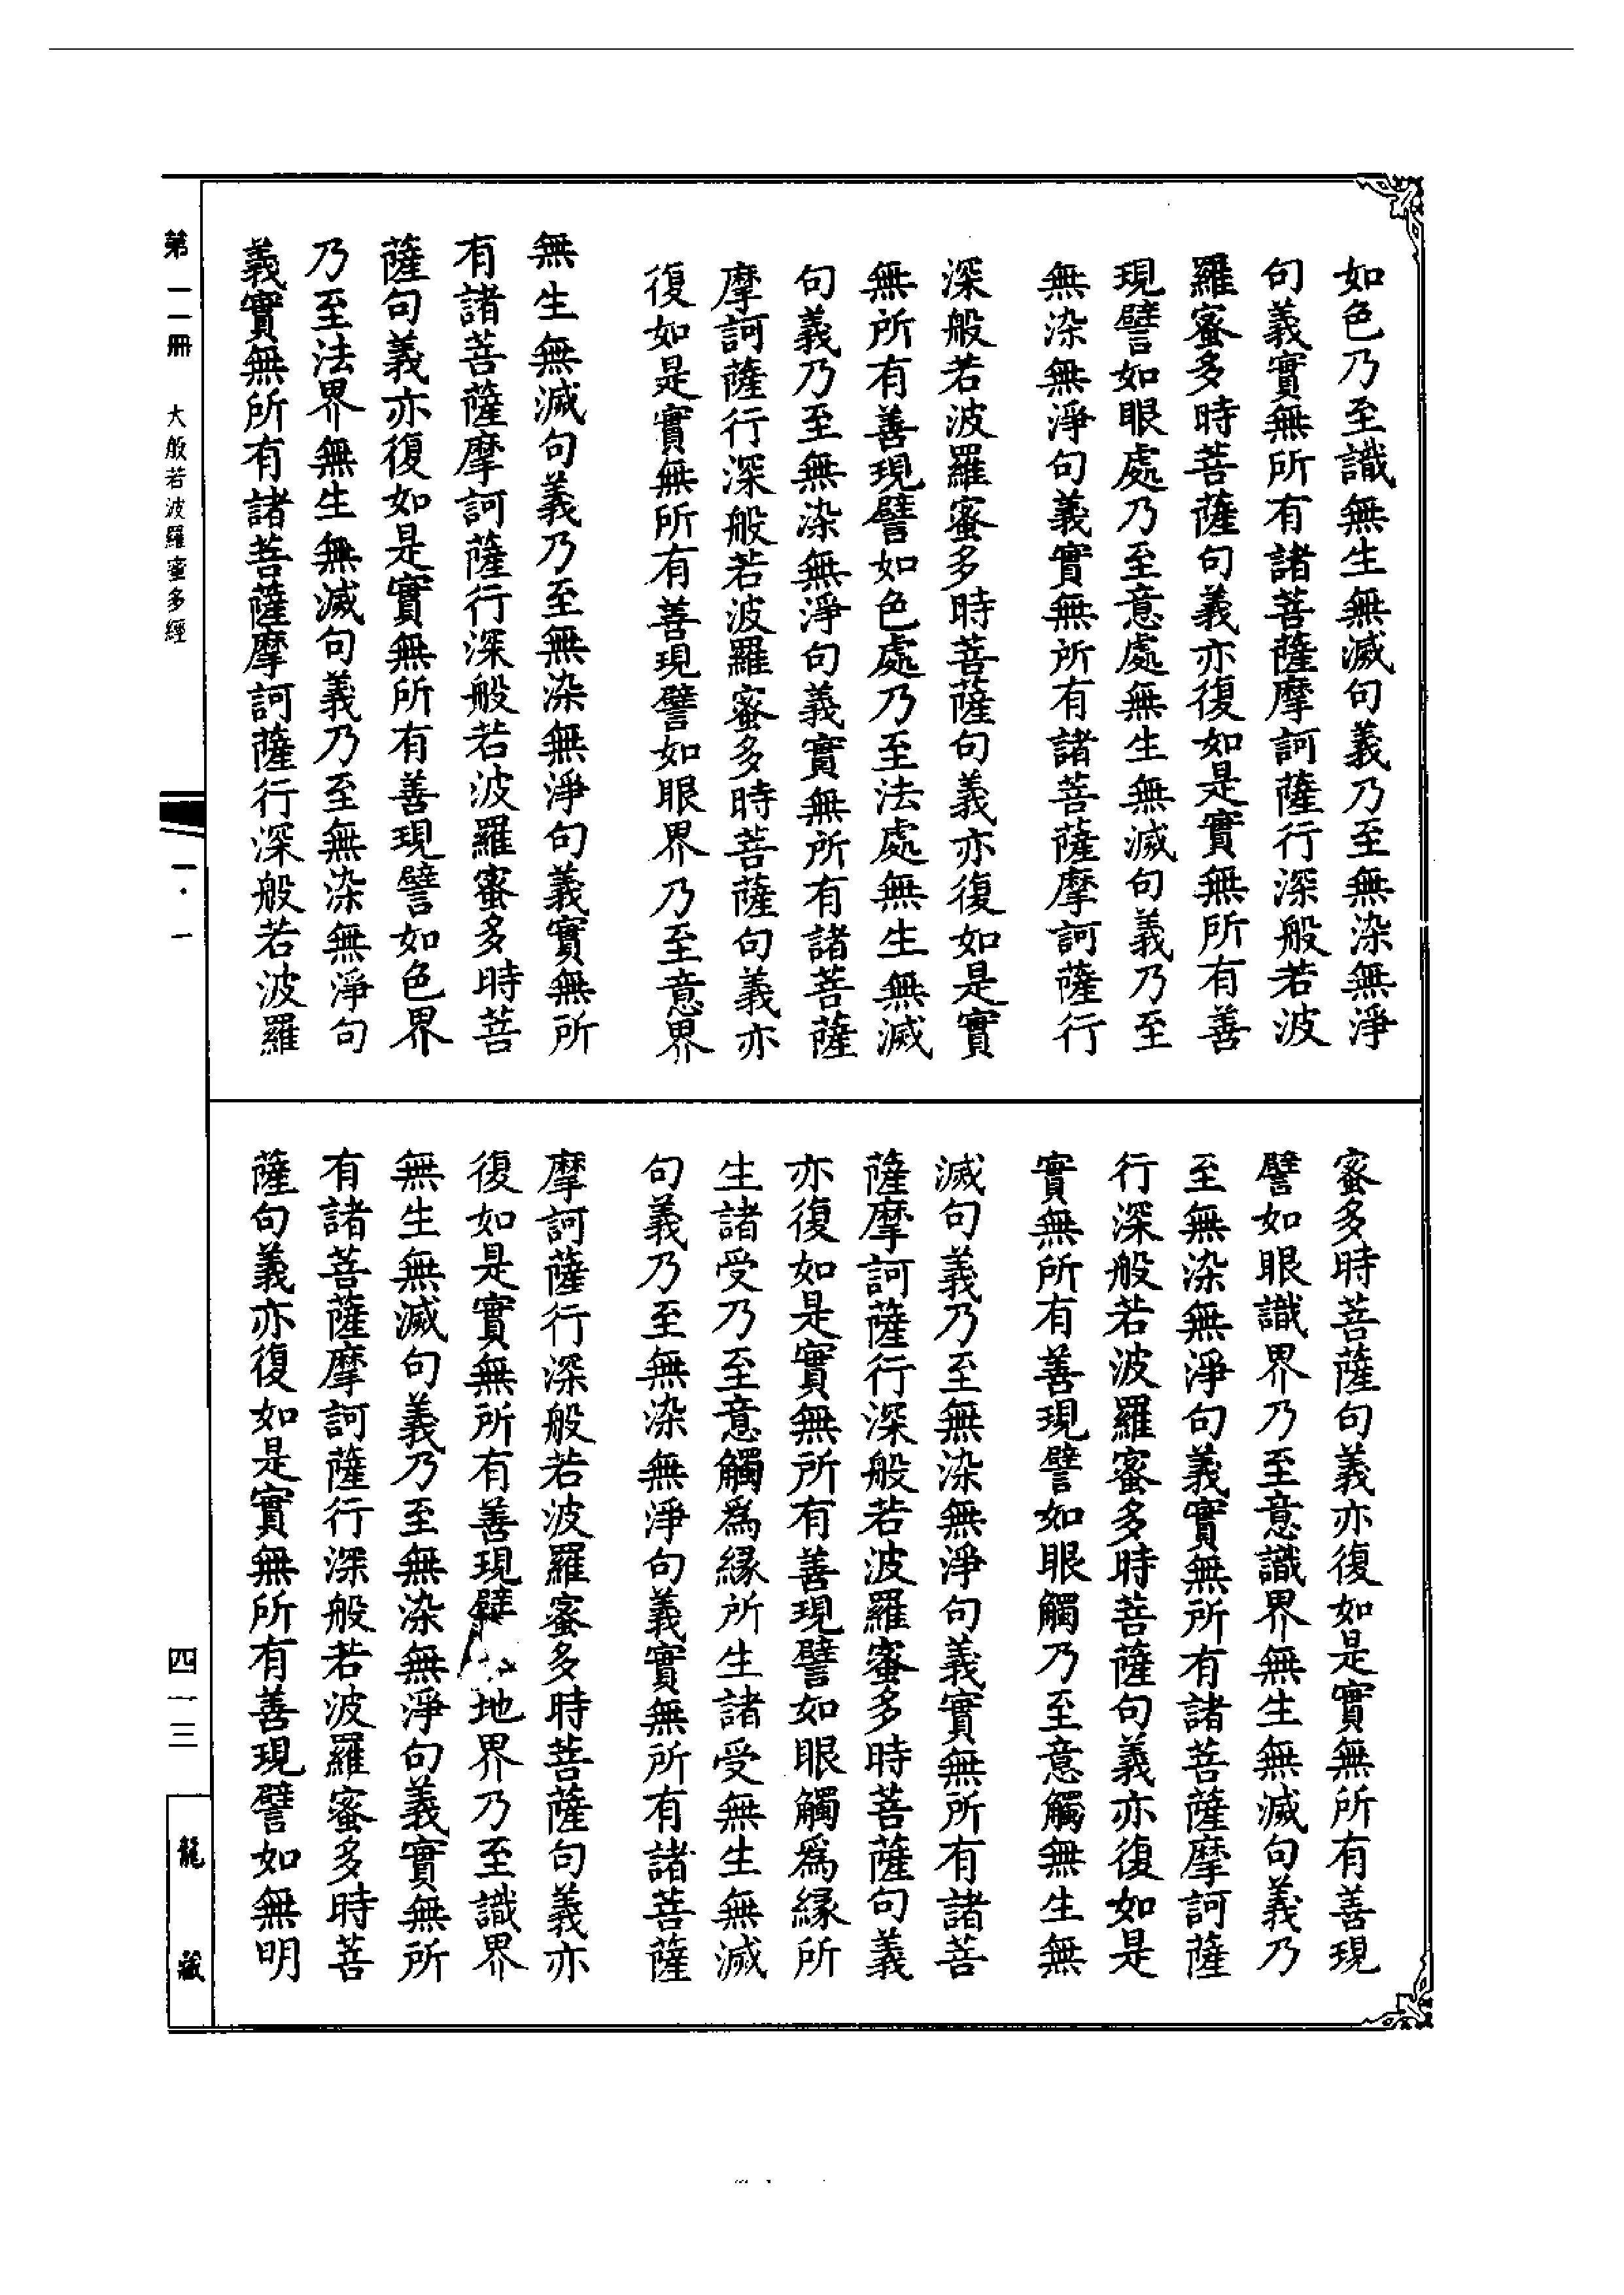 如色乃至識無生無滅句義乃至無染無淨
句義實無所有諸菩薩摩訶薩行深般若波
羅蜜多時菩薩句義亦復如是實無所有善
現譬如眼處乃至意處無生無滅句義乃至
無染無淨句義實無所有諸菩薩摩訶薩行
深般若波羅蜜多時菩薩句義亦復如是實
無所有善現譬如色處乃至法處無生無滅
句義乃至無染無淨句義實無所有諸菩薩
摩訶薩行深般若波羅蜜多時菩薩句義亦
復如是實無所有善現譬如眼界乃至意界
無生無滅句義乃至無染無淨句義實無所
有諸菩薩摩訶薩行深般若波羅蜜多時菩
薩句義亦復如是實無所有善現譬如色界
乃至法界無生無滅句義乃至無染無淨句
義實無所有諸菩薩摩訶薩行深般若波羅
蜜多時菩薩句義亦復如是實無所有善現
譬如眼識界乃至意識界無生無滅句義乃
至無染無淨句義實無所有諸菩薩摩訶薩
行深般若波羅蜜多時菩薩句義亦復如是
實無所有善現譬如眼觸乃至意觸無生無
滅句義乃至無染無淨句義實無所有諸菩
薩摩訶薩行深般若波羅蜜多時菩薩句義
亦復如是實無所有善現譬如眼觸爲緣所
生諸受乃至意觸爲緣所生諸受無生無滅
句義乃至無染無淨句義實無所有諸菩薩
摩訶薩行深般若波羅蜜多時菩薩句義亦
復如是實無所有善現地界乃至識界
無生無滅句義乃至無染無淨句義實無所
有諸菩薩摩訶薩行深般若波羅蜜多時菩
薩句義亦復如是實無所有善現譬如無明
第二冊 大般若波羅蜜多經
四一三
龍藏